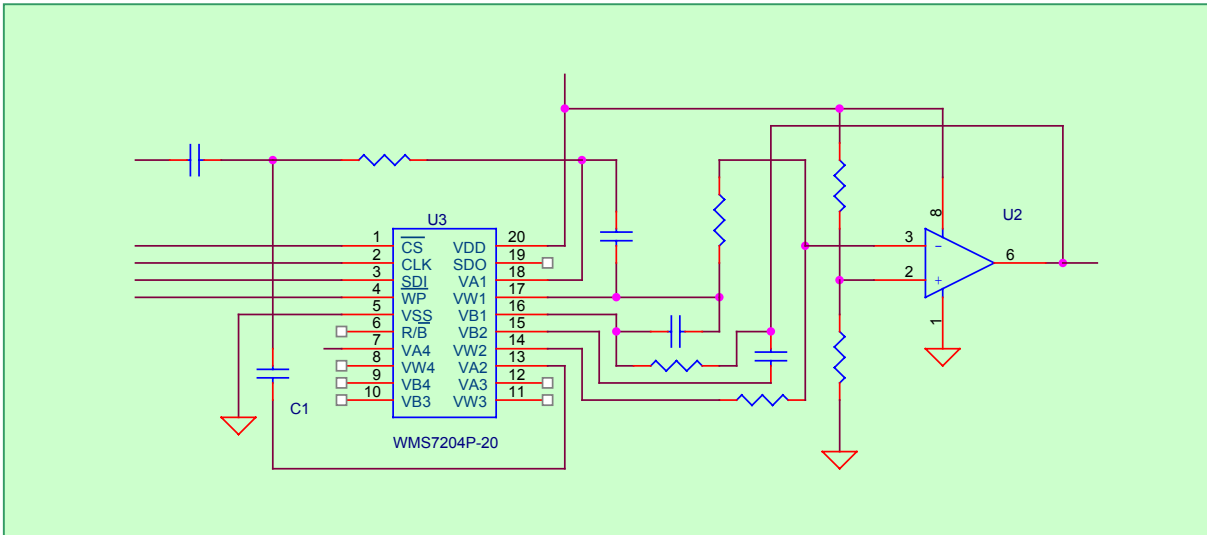 U3
1 C̅S̅ VDD 20
2 CLK SDO 19
3 SDI VA1 18
4 W̅P̅ VW1 17
5 VSS VB1 16
6 R/B̅ VB2 15
7 VA4 VW2 14
8 VW4 VA2 13
9 VB4 VA3 12
10 VB3 VW3 11
WMS7204P-20
C1
U2
8
3 -
2 +
6
1